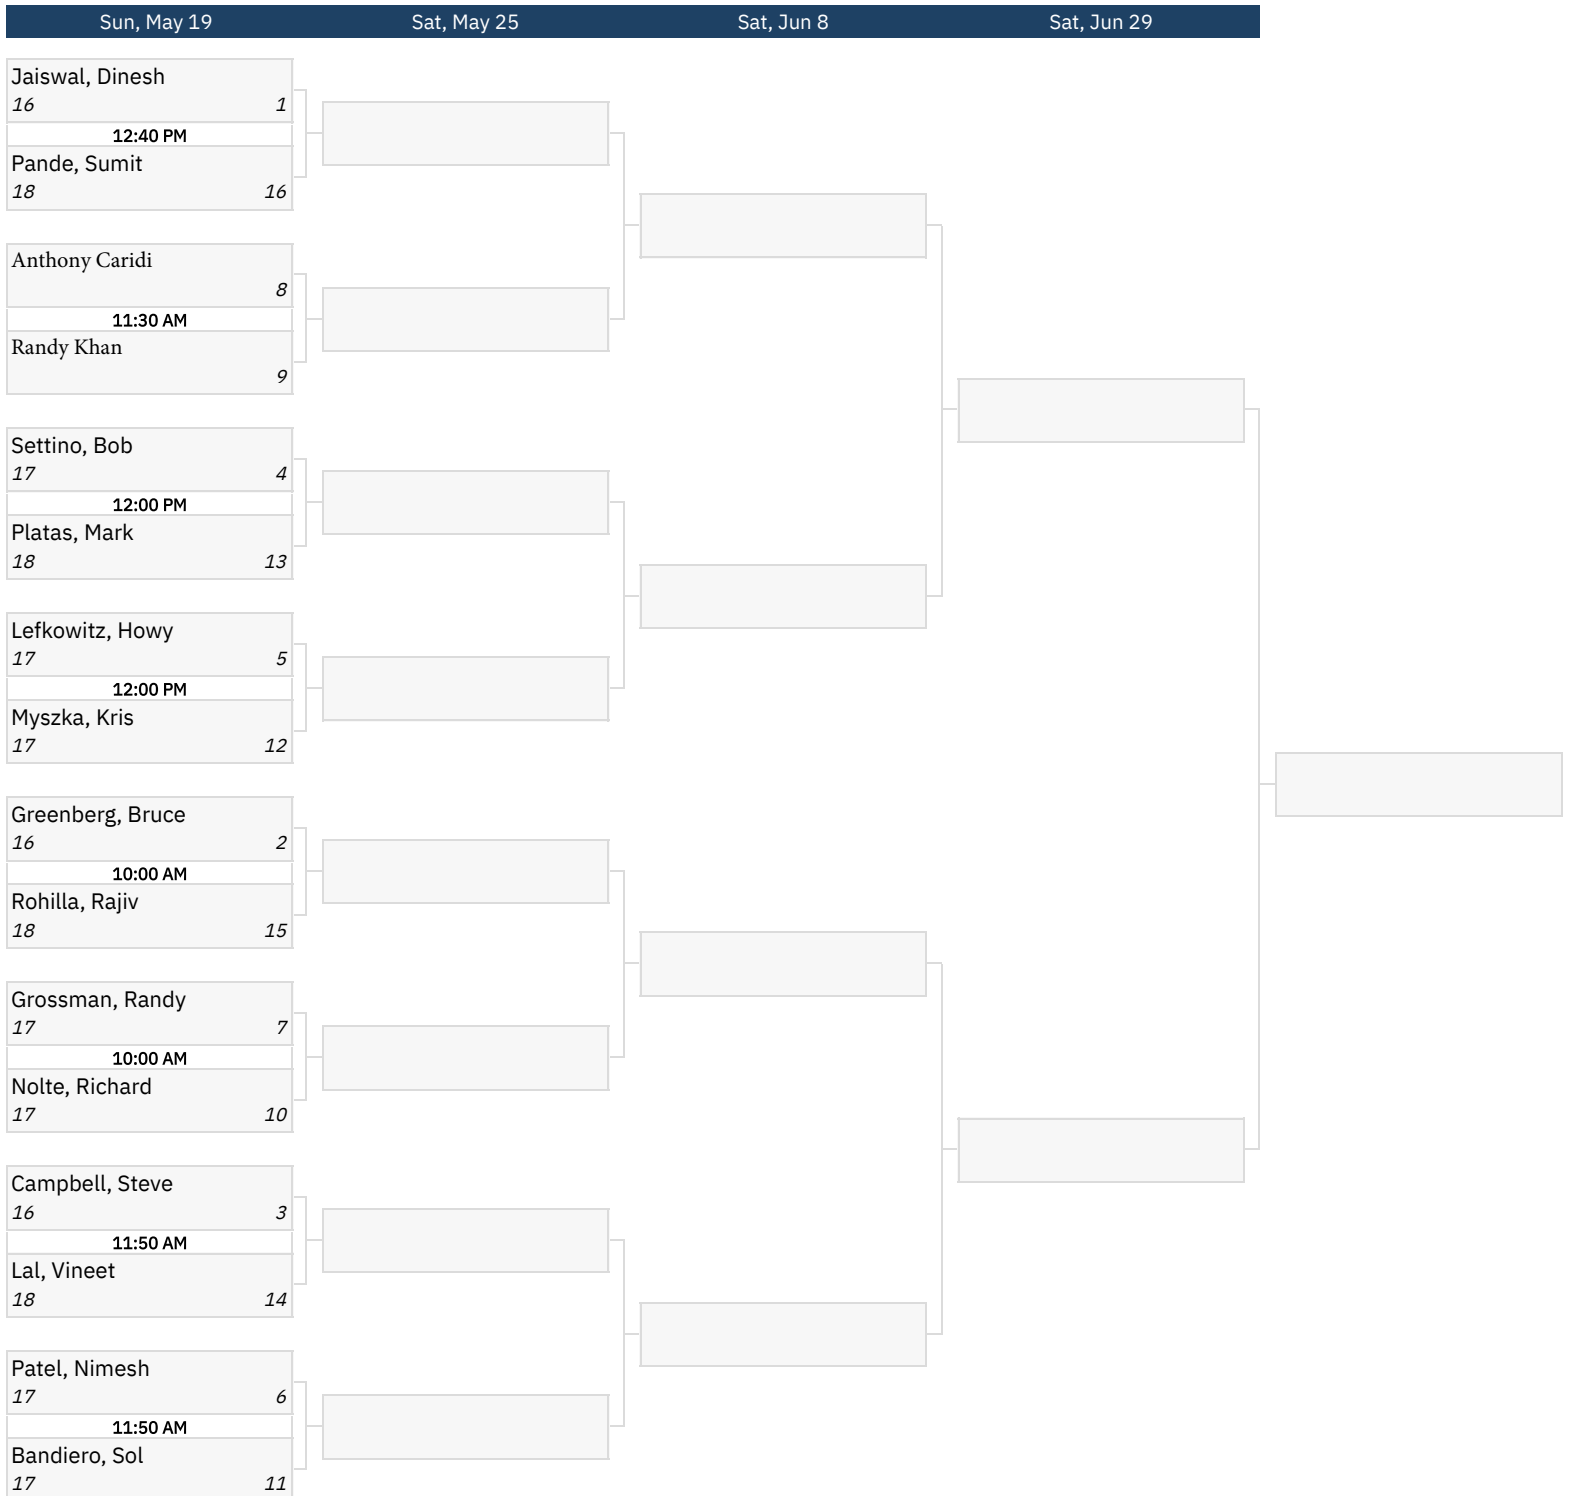 Sun, May 19 Sat, May 25 Sat, Jun 8 Sat, Jun 29
Jaiswal, Dinesh
16 1
12:40 PM
Pande, Sumit
18 16
Anthony Caridi
8
11:30 AM
Randy Khan
9
Settino, Bob
17 4
12:00 PM
Platas, Mark
18 13
Lefkowitz, Howy
17 5
12:00 PM
Myszka, Kris
17 12
Greenberg, Bruce
16 2
10:00 AM
Rohilla, Rajiv
18 15
Grossman, Randy
17 7
10:00 AM
Nolte, Richard
17 10
Campbell, Steve
16 3
11:50 AM
Lal, Vineet
18 14
Patel, Nimesh
17 6
11:50 AM
Bandiero, Sol
17 11